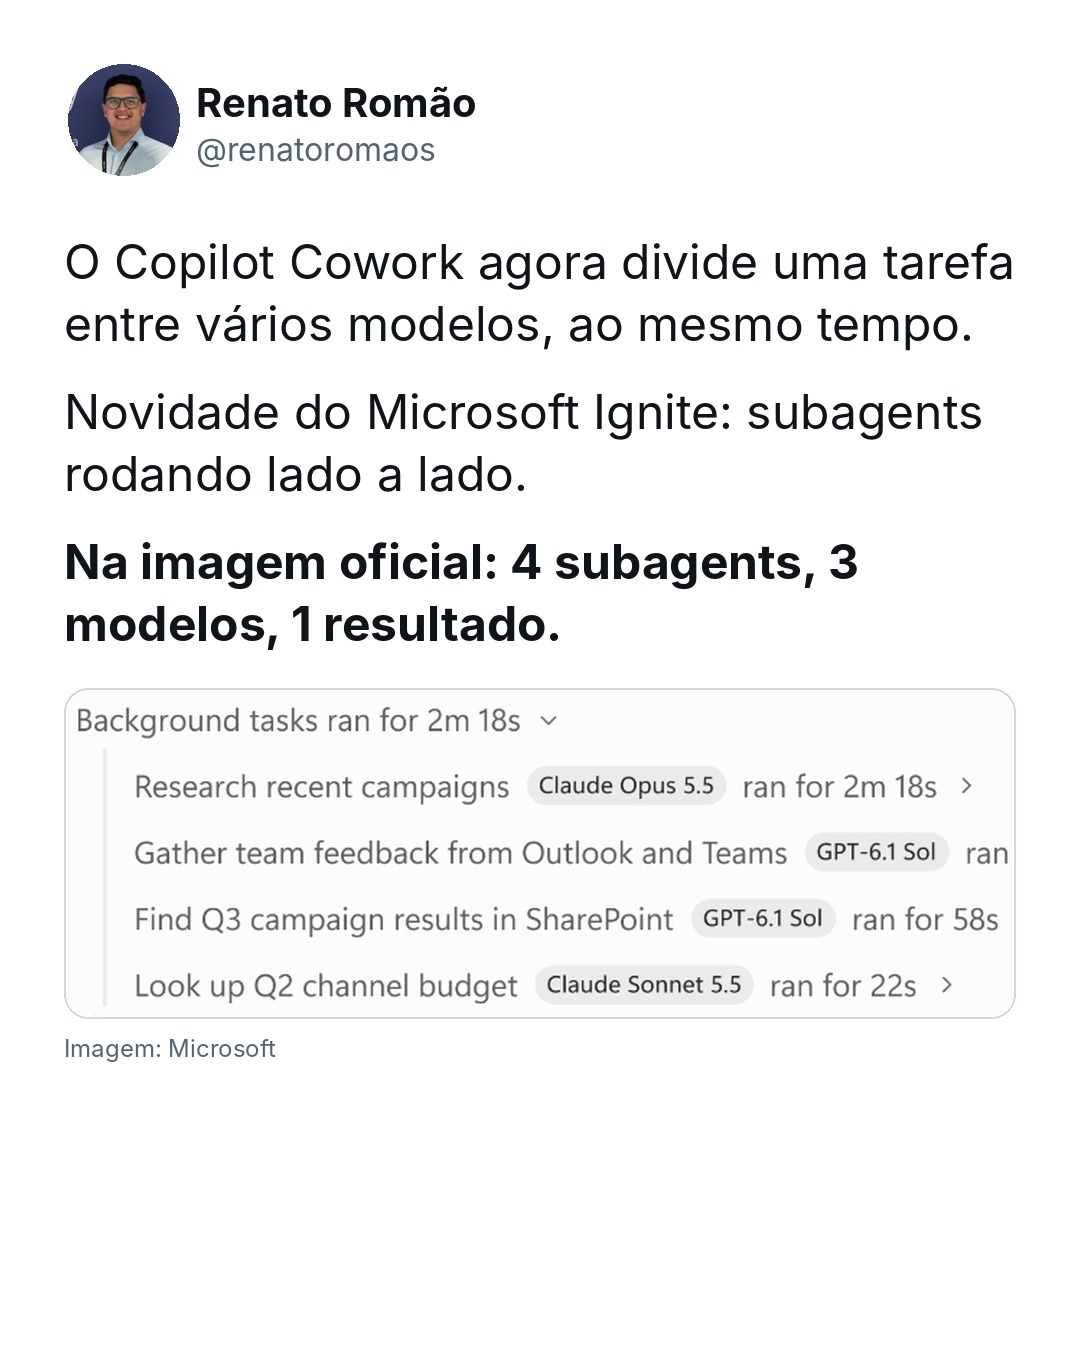 Renato Romão
@renatoromaos
O Copilot Cowork agora divide uma tarefa
entre vários modelos, ao mesmo tempo.
Novidade do Microsoft Ignite: subagents
rodando lado a lado.
Na imagem oficial: 4 subagents, 3
modelos, 1 resultado.
Background tasks ran for 2m 18s
Research recent campaigns Claude Opus 5.5 ran for 2m 18s
Gather team feedback from Outlook and Teams GPT-6.1 Sol ran
Find Q3 campaign results in SharePoint GPT-6.1 Sol ran for 58s
Look up Q2 channel budget Claude Sonnet 5.5 ran for 22s
Imagem: Microsoft